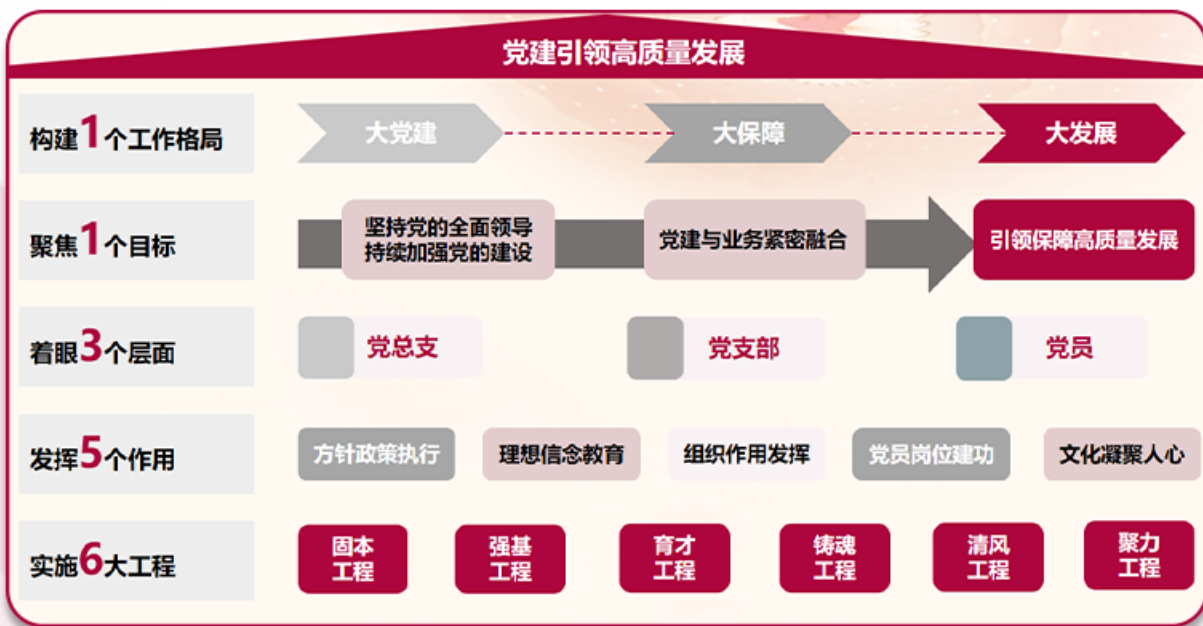 党建引领高质量发展
构建1个工作格局
大党建
大保障
大发展
聚焦1个目标
坚持党的全面领导
持续加强党的建设
党建与业务紧密融合
引领保障高质量发展
着眼3个层面
党总支
党支部
党员
发挥5个作用
方针政策执行
理想信念教育
组织作用发挥
党员岗位建功
文化凝聚人心
实施6大工程
固本
工程
强基
工程
育才
工程
铸魂
工程
清风
工程
聚力
工程